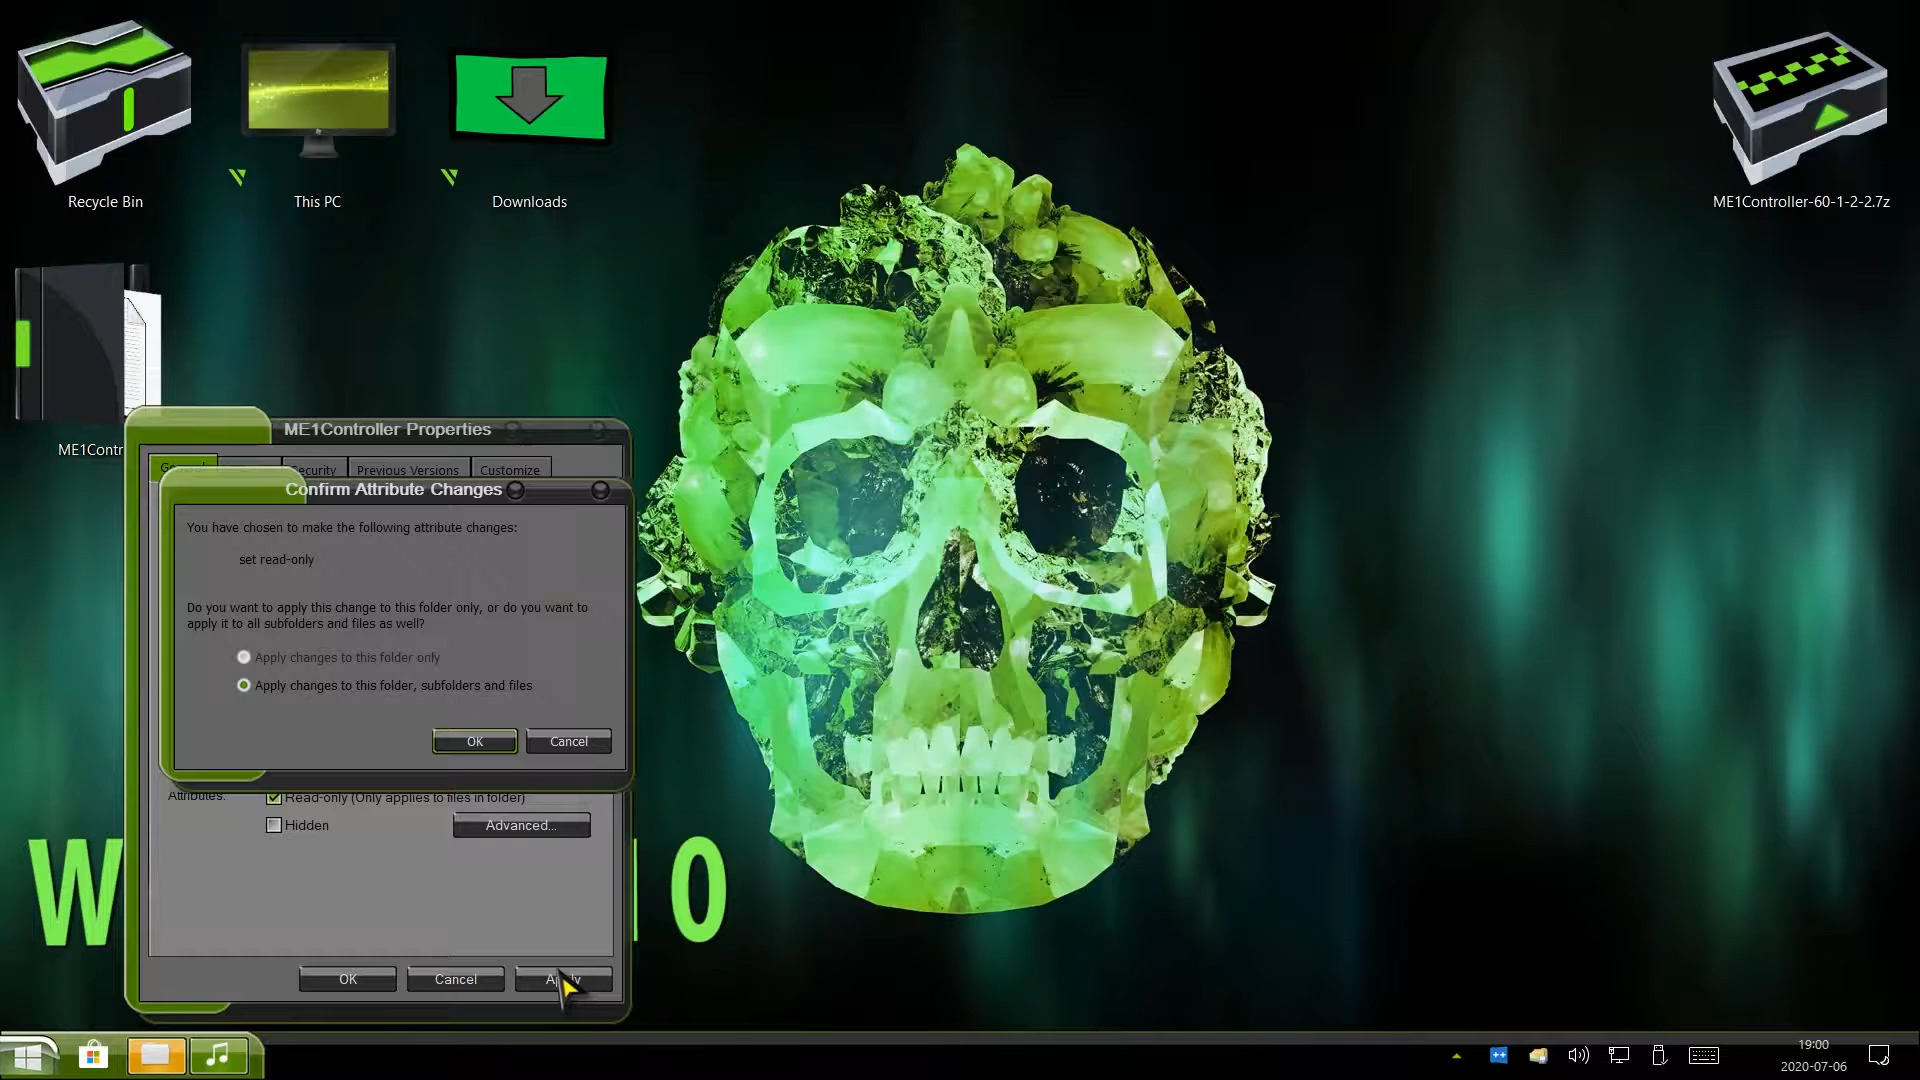 Recycle Bin
This PC
Downloads
ME1Controller-60-1-2-2.7z
ME1Contr
ME1Controller Properties
Security
Previous Versions
Customize
Confirm Attribute Changes
You have chosen to make the following attribute changes:
set read-only
Do you want to apply this change to this folder only, or do you want to
apply it to all subfolders and files as well?
Apply changes to this folder only
Apply changes to this folder, subfolders and files
OK
Cancel
Attributes:
Read-only (Only applies to files in folder)
Hidden
Advanced...
W
1 0
OK
Cancel
Apply
19:00
2020-07-06